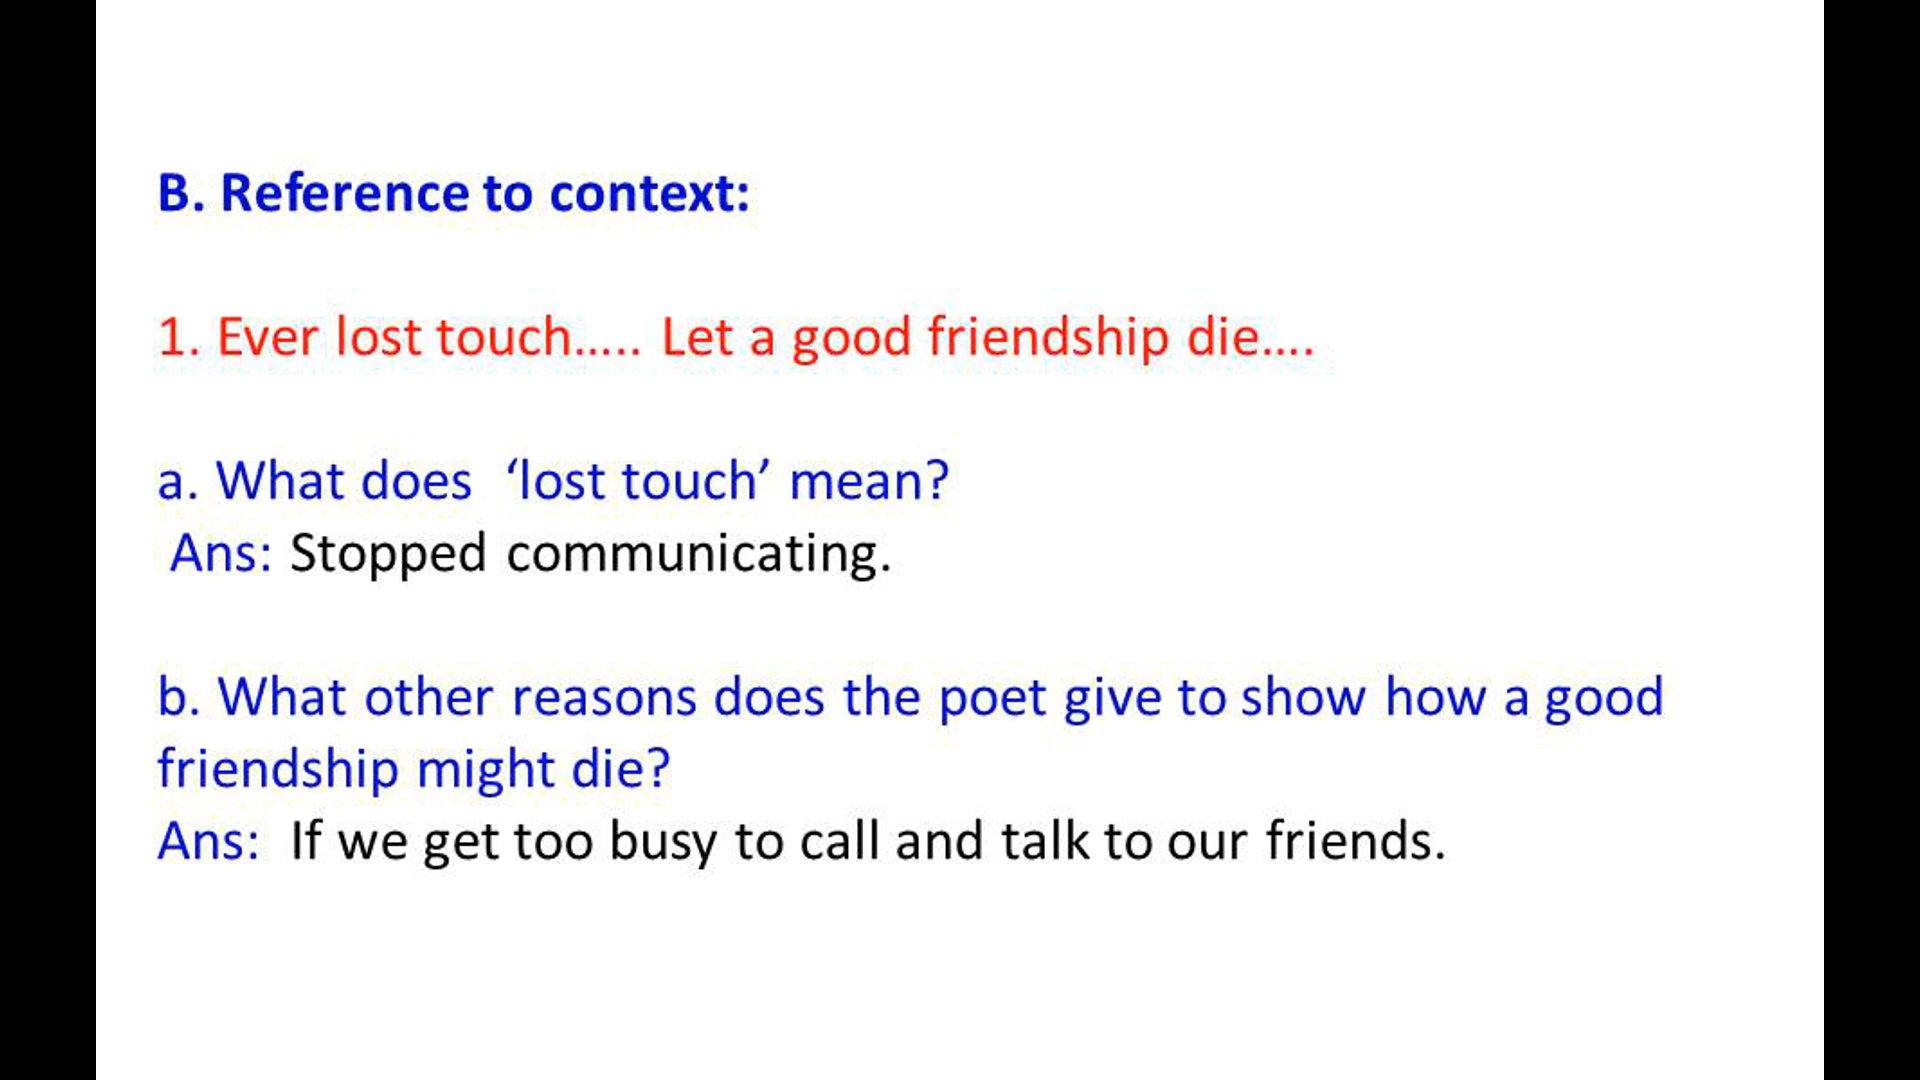 B. Reference to context:
1. Ever lost touch..... Let a good friendship die....
a. What does ‘lost touch’ mean?
Ans: Stopped communicating.
b. What other reasons does the poet give to show how a good
friendship might die?
Ans: If we get too busy to call and talk to our friends.